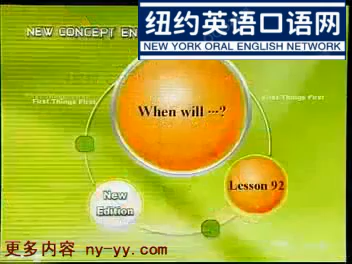 纽约英语口语网
NEW YORK ORAL ENGLISH NETWORK
NEW CONCEPT EN
First Things First
First Things First
When will ···?
Lesson 92
New
Edition
更多内容 ny-yy.com